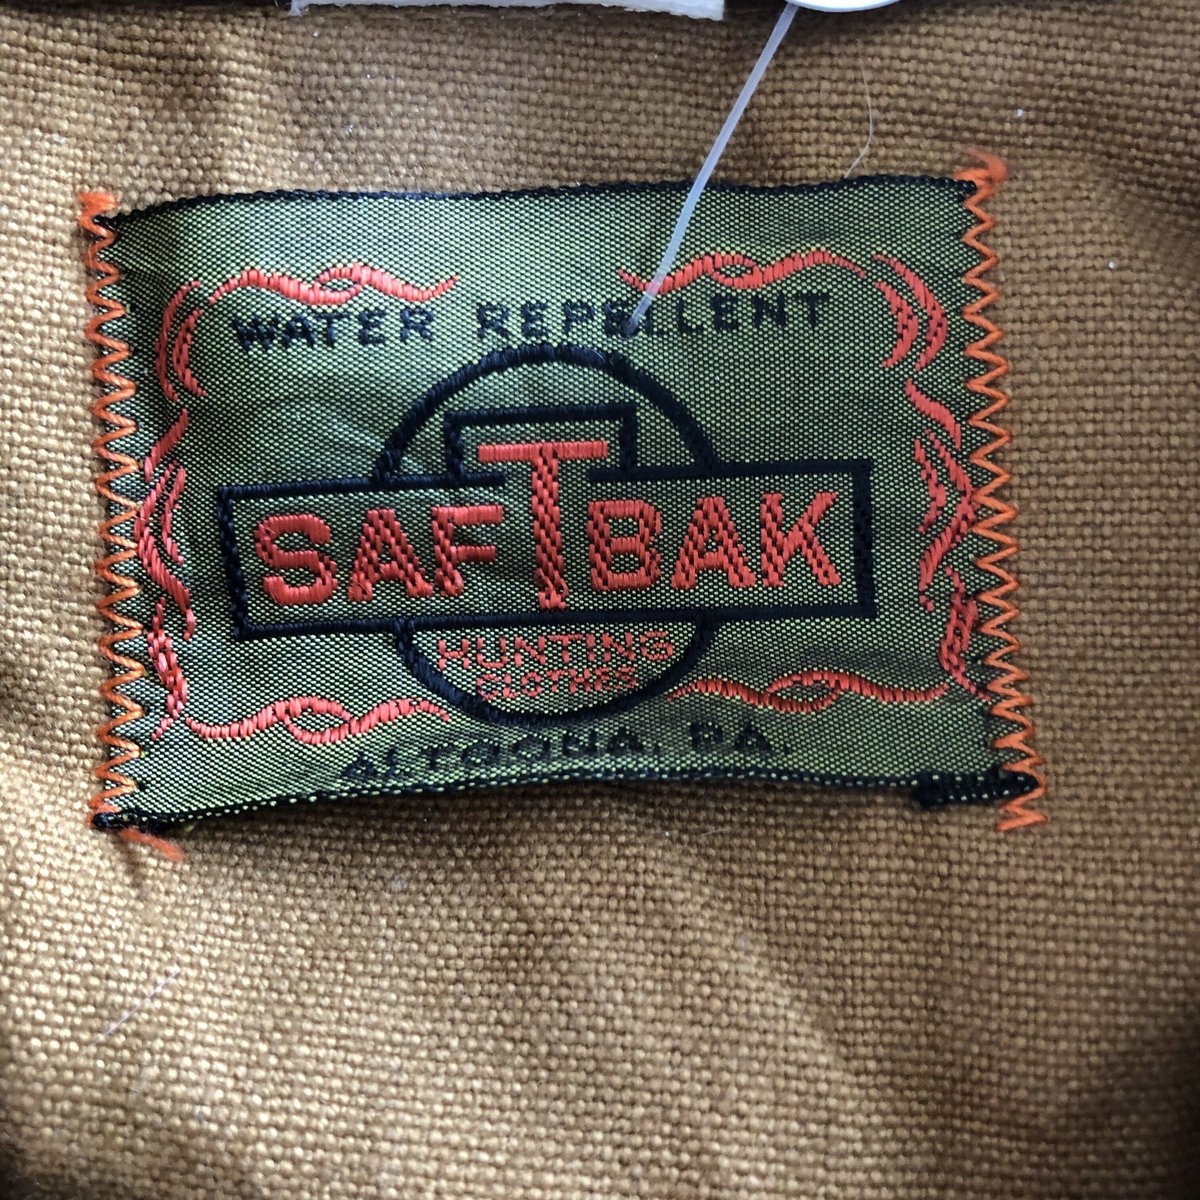 WATER REPELLENT
SAFTBAK
HUNTING
CLOTHES
ALTOONA, PA.